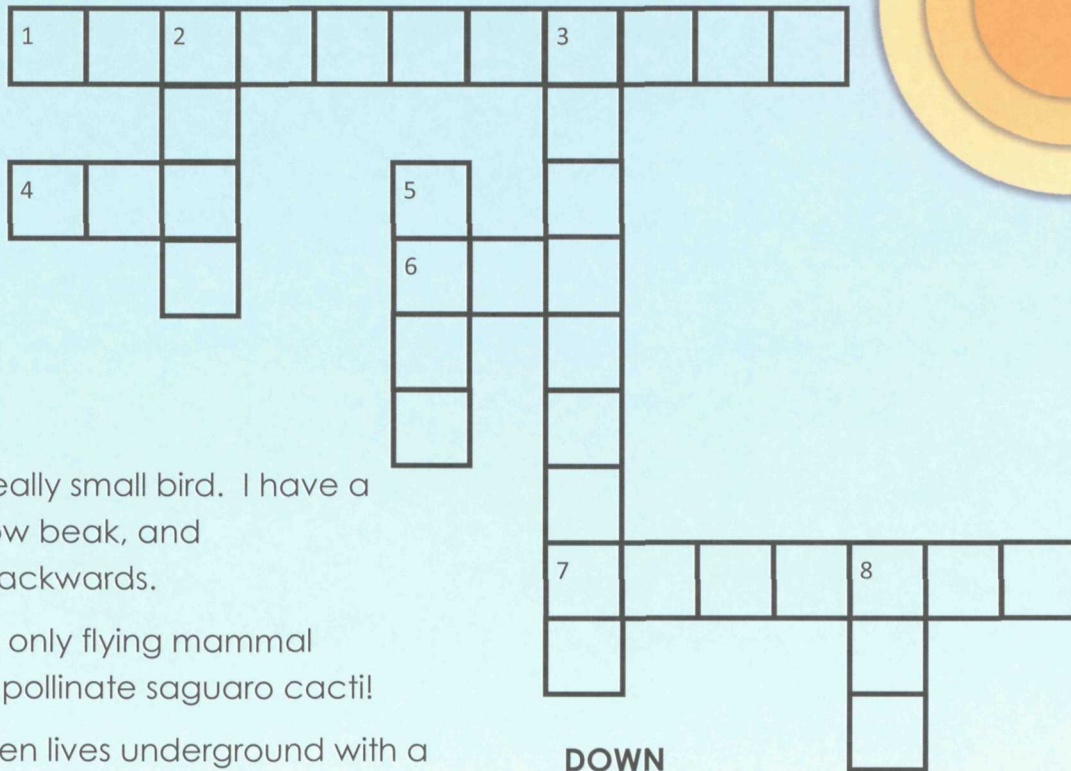 1 2 3
4 5
6
eally small bird. I have a
ow beak, and
ackwards.
7 8
only flying mammal
pollinate saguaro cacti!
en lives underground with a
DOWN